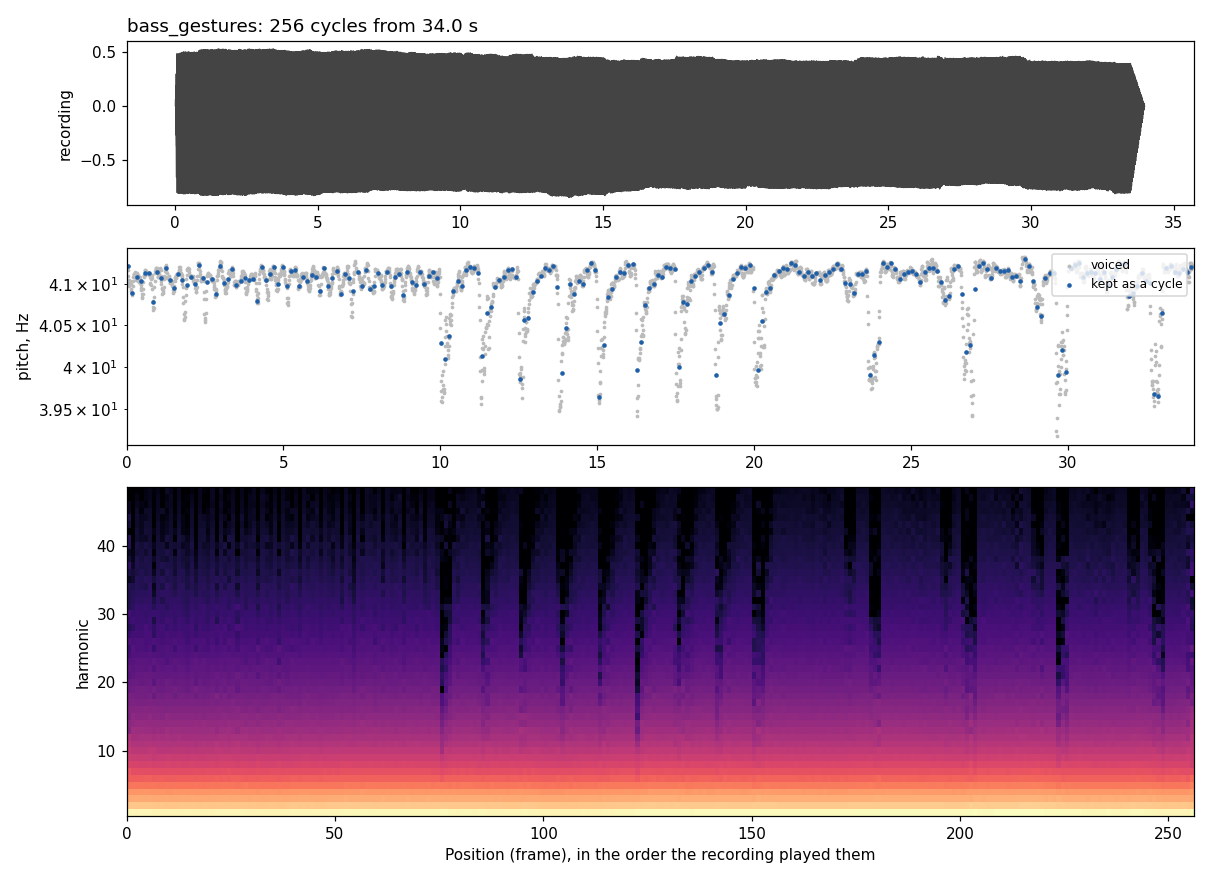 bass_gestures: 256 cycles from 34.0 s
recording
0.5
0.0
−0.5
0 5 10 15 20 25 30 35
pitch, Hz
4.1 × 10¹
4.05 × 10¹
4 × 10¹
3.95 × 10¹
voiced
kept as a cycle
0 5 10 15 20 25 30
harmonic
40
30
20
10
0 50 100 150 200 250
Position (frame), in the order the recording played them